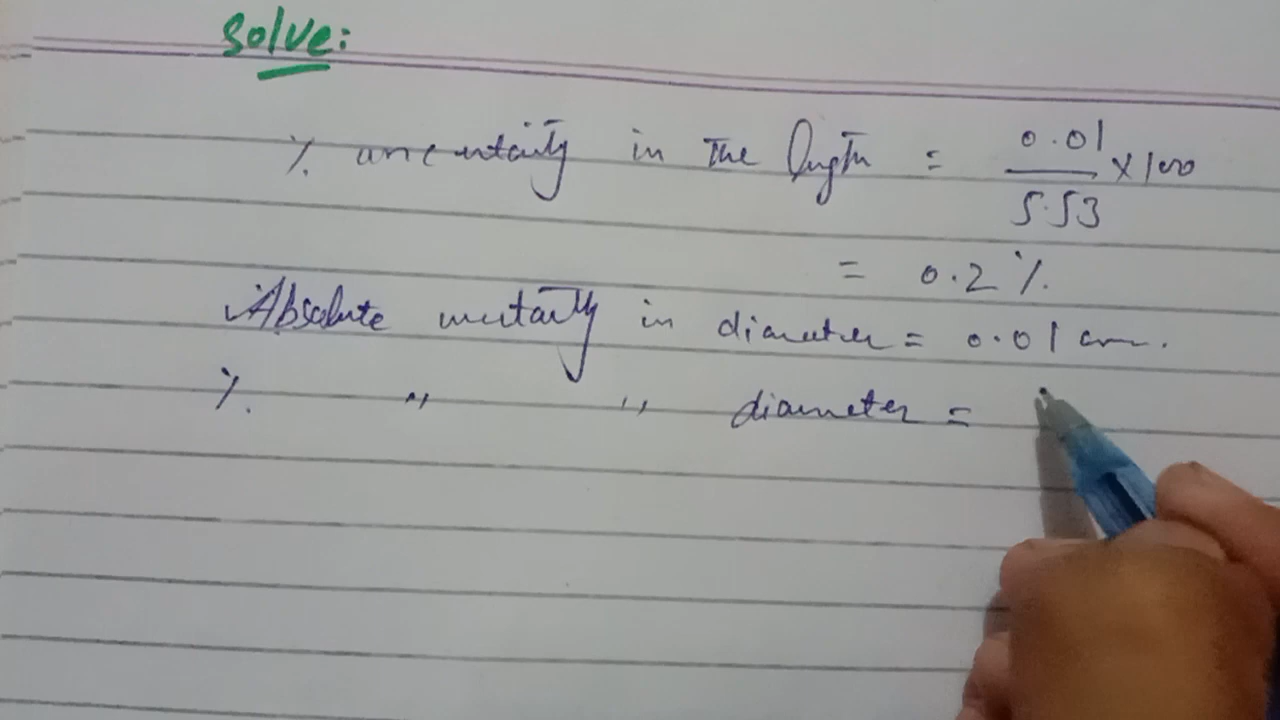 Solve:
% uncertainty in the length = 0.01/5.53 × 100
= 0.2 %.
Absolute uncertainty in diameter = 0.01 cm.
% " " diameter =